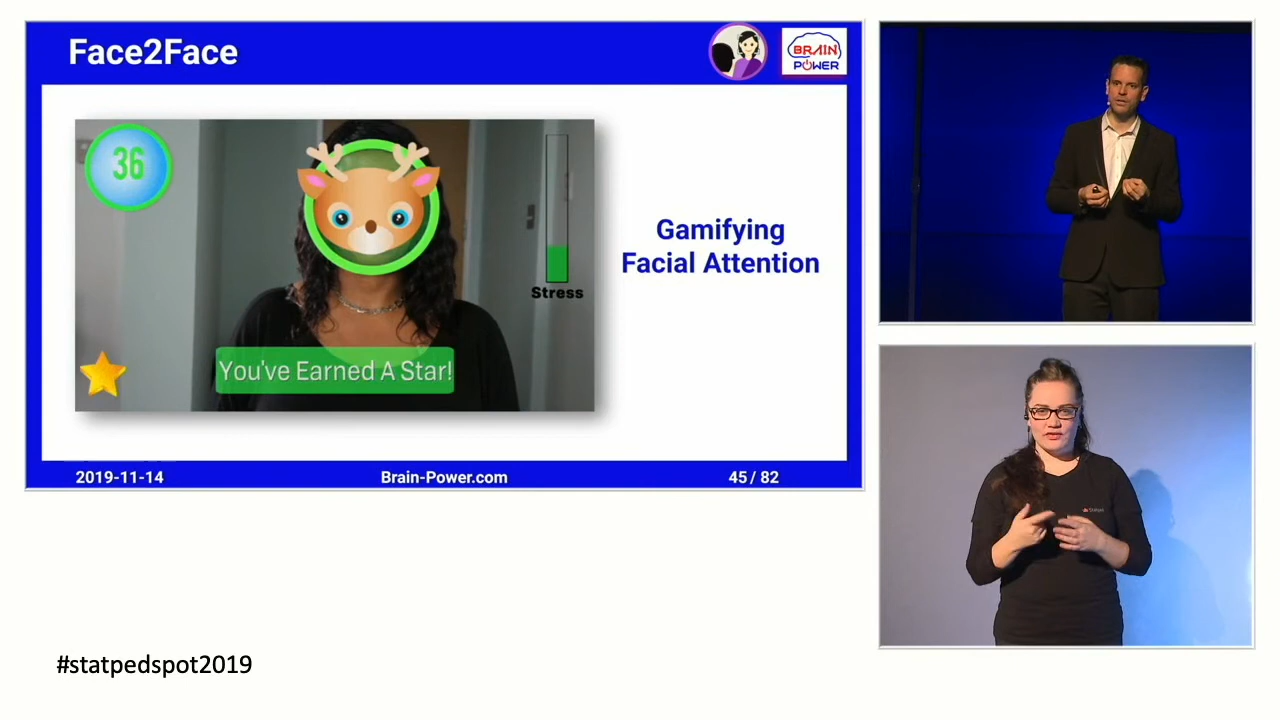 Face2Face
BRAIN
POWER
36
Stress
You've Earned A Star!
Gamifying
Facial Attention
2019-11-14
Brain-Power.com
45 / 82
#statpedspot2019